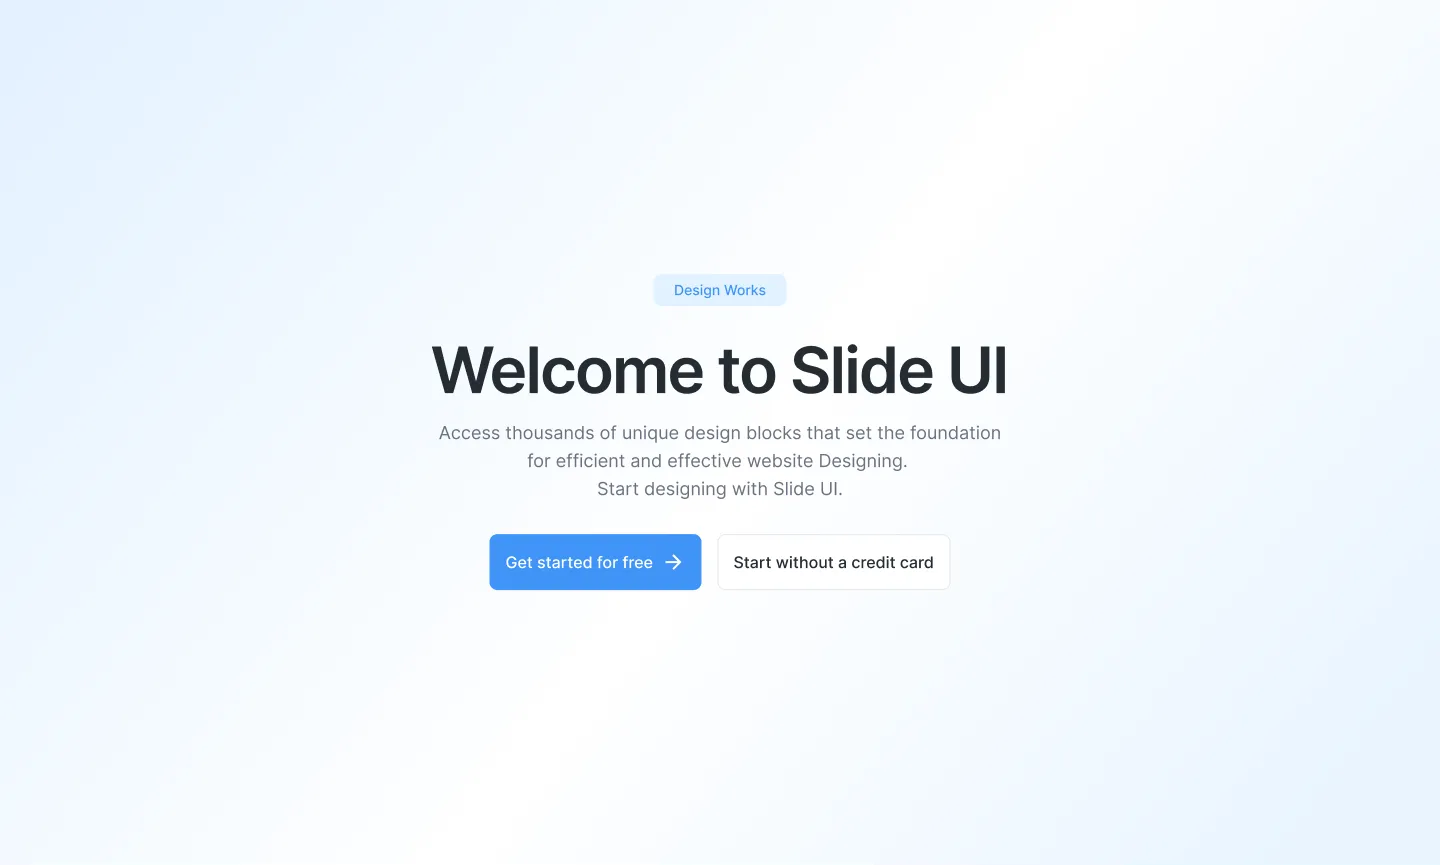 Design Works
Welcome to Slide UI
Access thousands of unique design blocks that set the foundation
for efficient and effective website Designing.
Start designing with Slide UI.
Get started for free
Start without a credit card